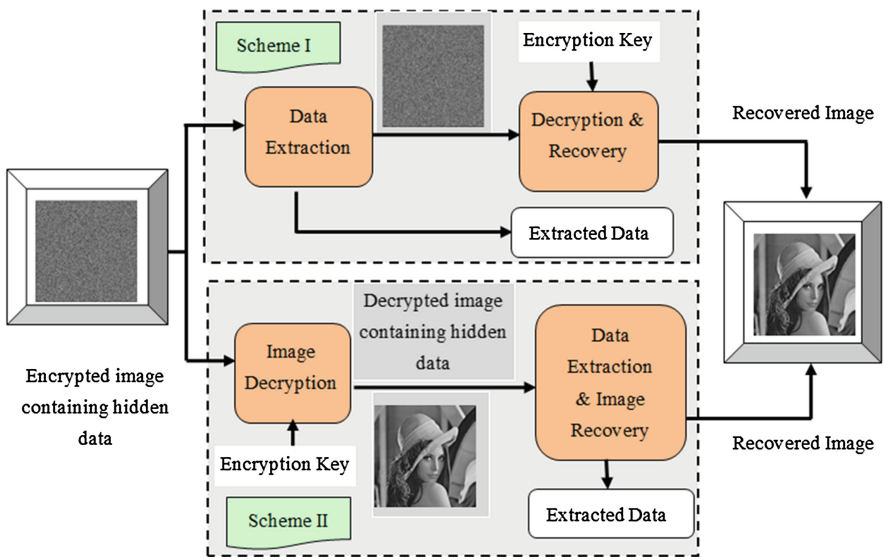 Scheme I
Encryption Key
Data
Extraction
Decryption &
Recovery
Recovered Image
Extracted Data
Encrypted image
containing hidden
data
Decrypted image
containing hidden
data
Image
Decryption
Data
Extraction
& Image
Recovery
Encryption Key
Recovered Image
Scheme II
Extracted Data